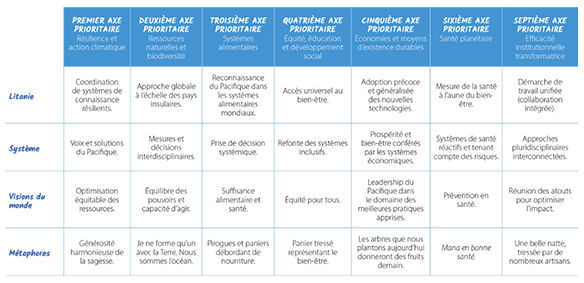 PREMIER AXE PRIORITAIRE
Résilience et action climatique
DEUXIÈME AXE PRIORITAIRE
Ressources naturelles et biodiversité
TROISIÈME AXE PRIORITAIRE
Systèmes alimentaires
QUATRIÈME AXE PRIORITAIRE
Équité, éducation et développement social
CINQUIÈME AXE PRIORITAIRE
Économies et moyens d'existence durables
SIXIÈME AXE PRIORITAIRE
Santé planétaire
SEPTIÈME AXE PRIORITAIRE
Efficacité institutionnelle transformatrice
Litanie
Coordination de systèmes de connaissance résilients.
Approche globale à l'échelle des pays insulaires.
Reconnaissance du Pacifique dans les systèmes alimentaires mondiaux.
Accès universel au bien-être.
Adoption précoce et généralisée des nouvelles technologies.
Mesure de la santé à l'aune du bien-être.
Démarche de travail unifiée (collaboration intégrée).
Système
Voix et solutions du Pacifique.
Mesures et décisions interdisciplinaires.
Prise de décision systémique.
Refonte des systèmes inclusifs.
Prospérité et bien-être conférés par les systèmes économiques.
Systèmes de santé réactifs et tenant compte des risques.
Approches pluridisciplinaires interconnectées.
Visions du monde
Optimisation équitable des ressources.
Équilibre des pouvoirs et capacité d'agir.
Suffisance alimentaire et santé.
Équité pour tous.
Leadership du Pacifique dans le domaine des meilleures pratiques apprises.
Prévention en santé.
Réunion des atouts pour optimiser l'impact.
Métaphores
Générosité harmonieuse de la sagesse.
Je ne forme qu'un avec la Terre. Nous sommes l'océan.
Pirogues et paniers débordant de nourriture.
Panier tressé représentant le bien-être.
Les arbres que nous plantons aujourd'hui donneront des fruits demain.
Mana en bonne santé.
Une belle natte, tressée par de nombreux artisans.